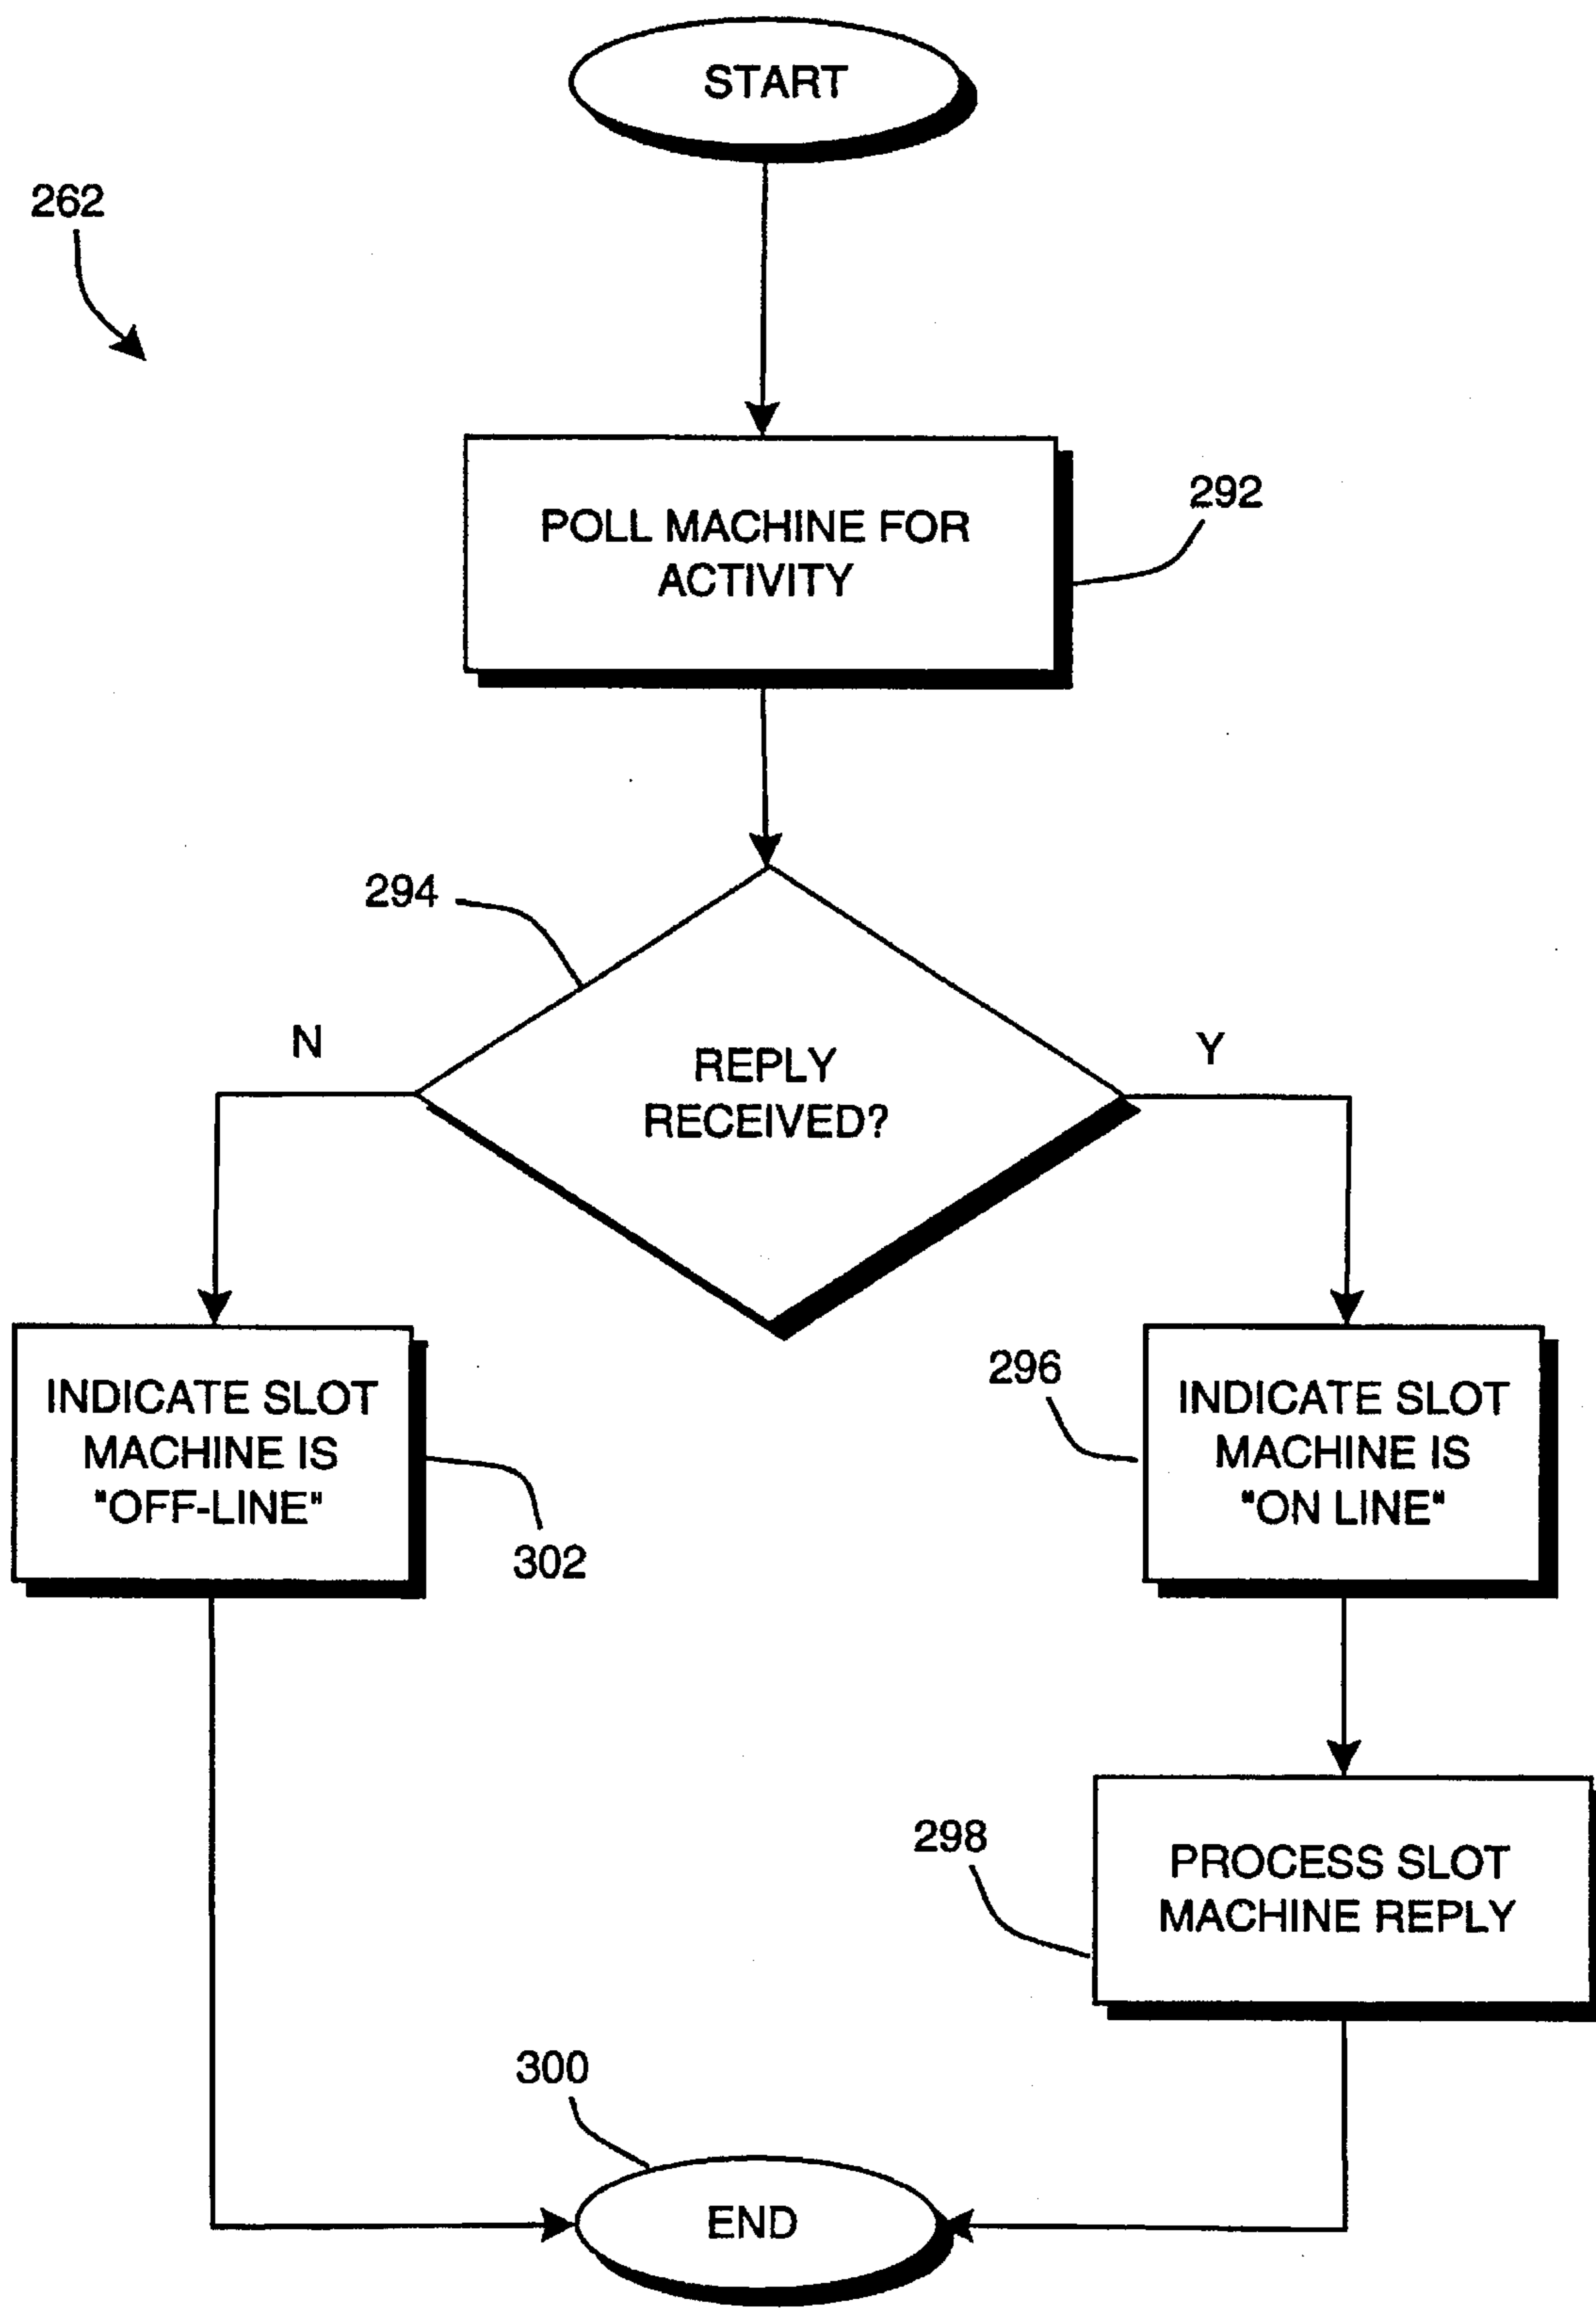 START
262
292
POLL MACHINE FOR
ACTIVITY
294
N
Y
REPLY
RECEIVED?
INDICATE SLOT
MACHINE IS
"OFF-LINE"
302
296
INDICATE SLOT
MACHINE IS
"ON LINE"
298
PROCESS SLOT
MACHINE REPLY
300
END